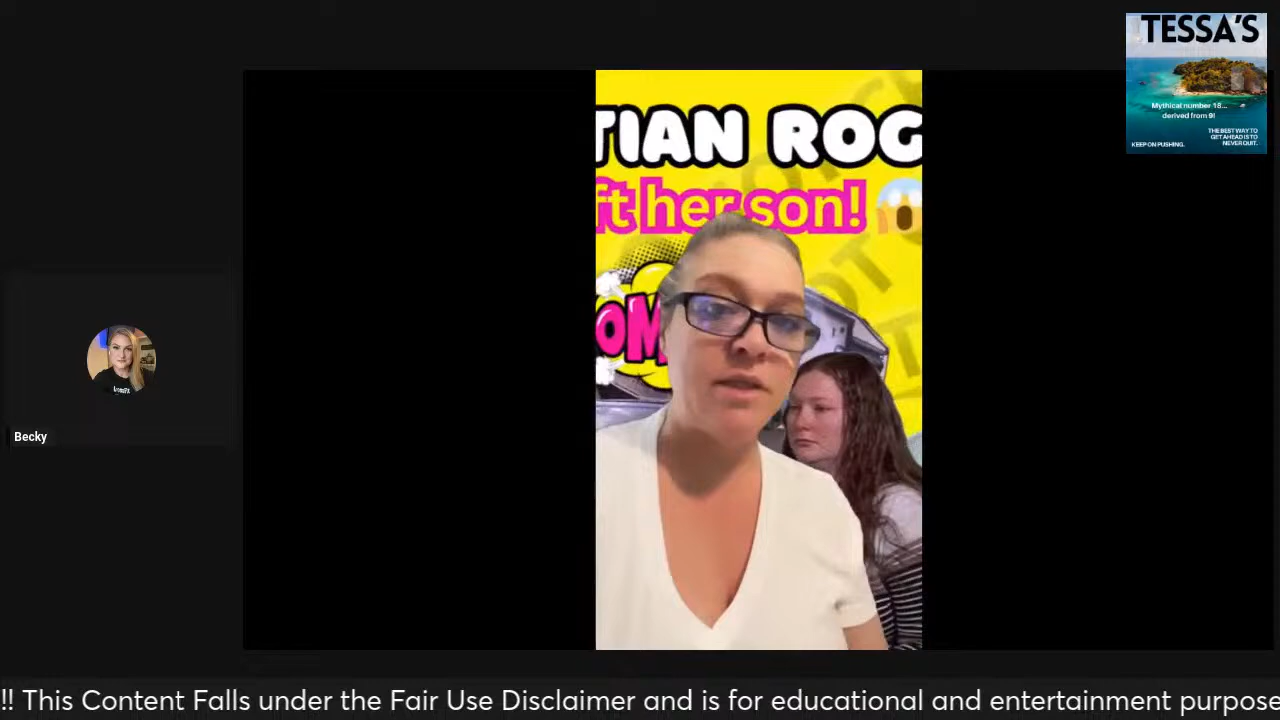 TESSA'S
Mythical number 18...
derived from 9!
THE BEST WAY TO
GET AHEAD IS TO
NEVER QUIT.
KEEP ON PUSHING.
TIAN ROG
ft her son!
OM
Becky
!! This Content Falls under the Fair Use Disclaimer and is for educational and entertainment purpose